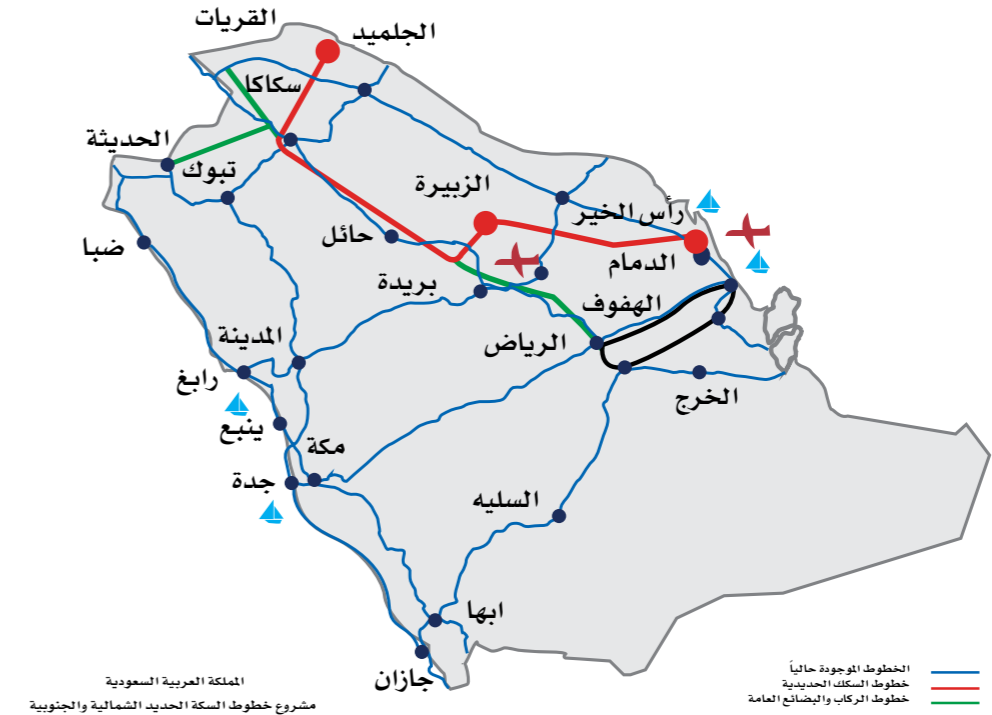 القريات
الجلميد
سكاكا
الحديثة
تبوك
الزبيرة
رأس الخير
ضبا
حائل
الدمام
بريدة
الهفوف
المدينة
الرياض
رابغ
الخرج
ينبع
مكة
جدة
السليه
ابها
جازان
الخطوط الموجودة حالياً
خطوط السكك الحديدية
خطوط الركاب والبضائع العامة
المملكة العربية السعودية
مشروع خطوط السكة الحديد الشمالية والجنوبية